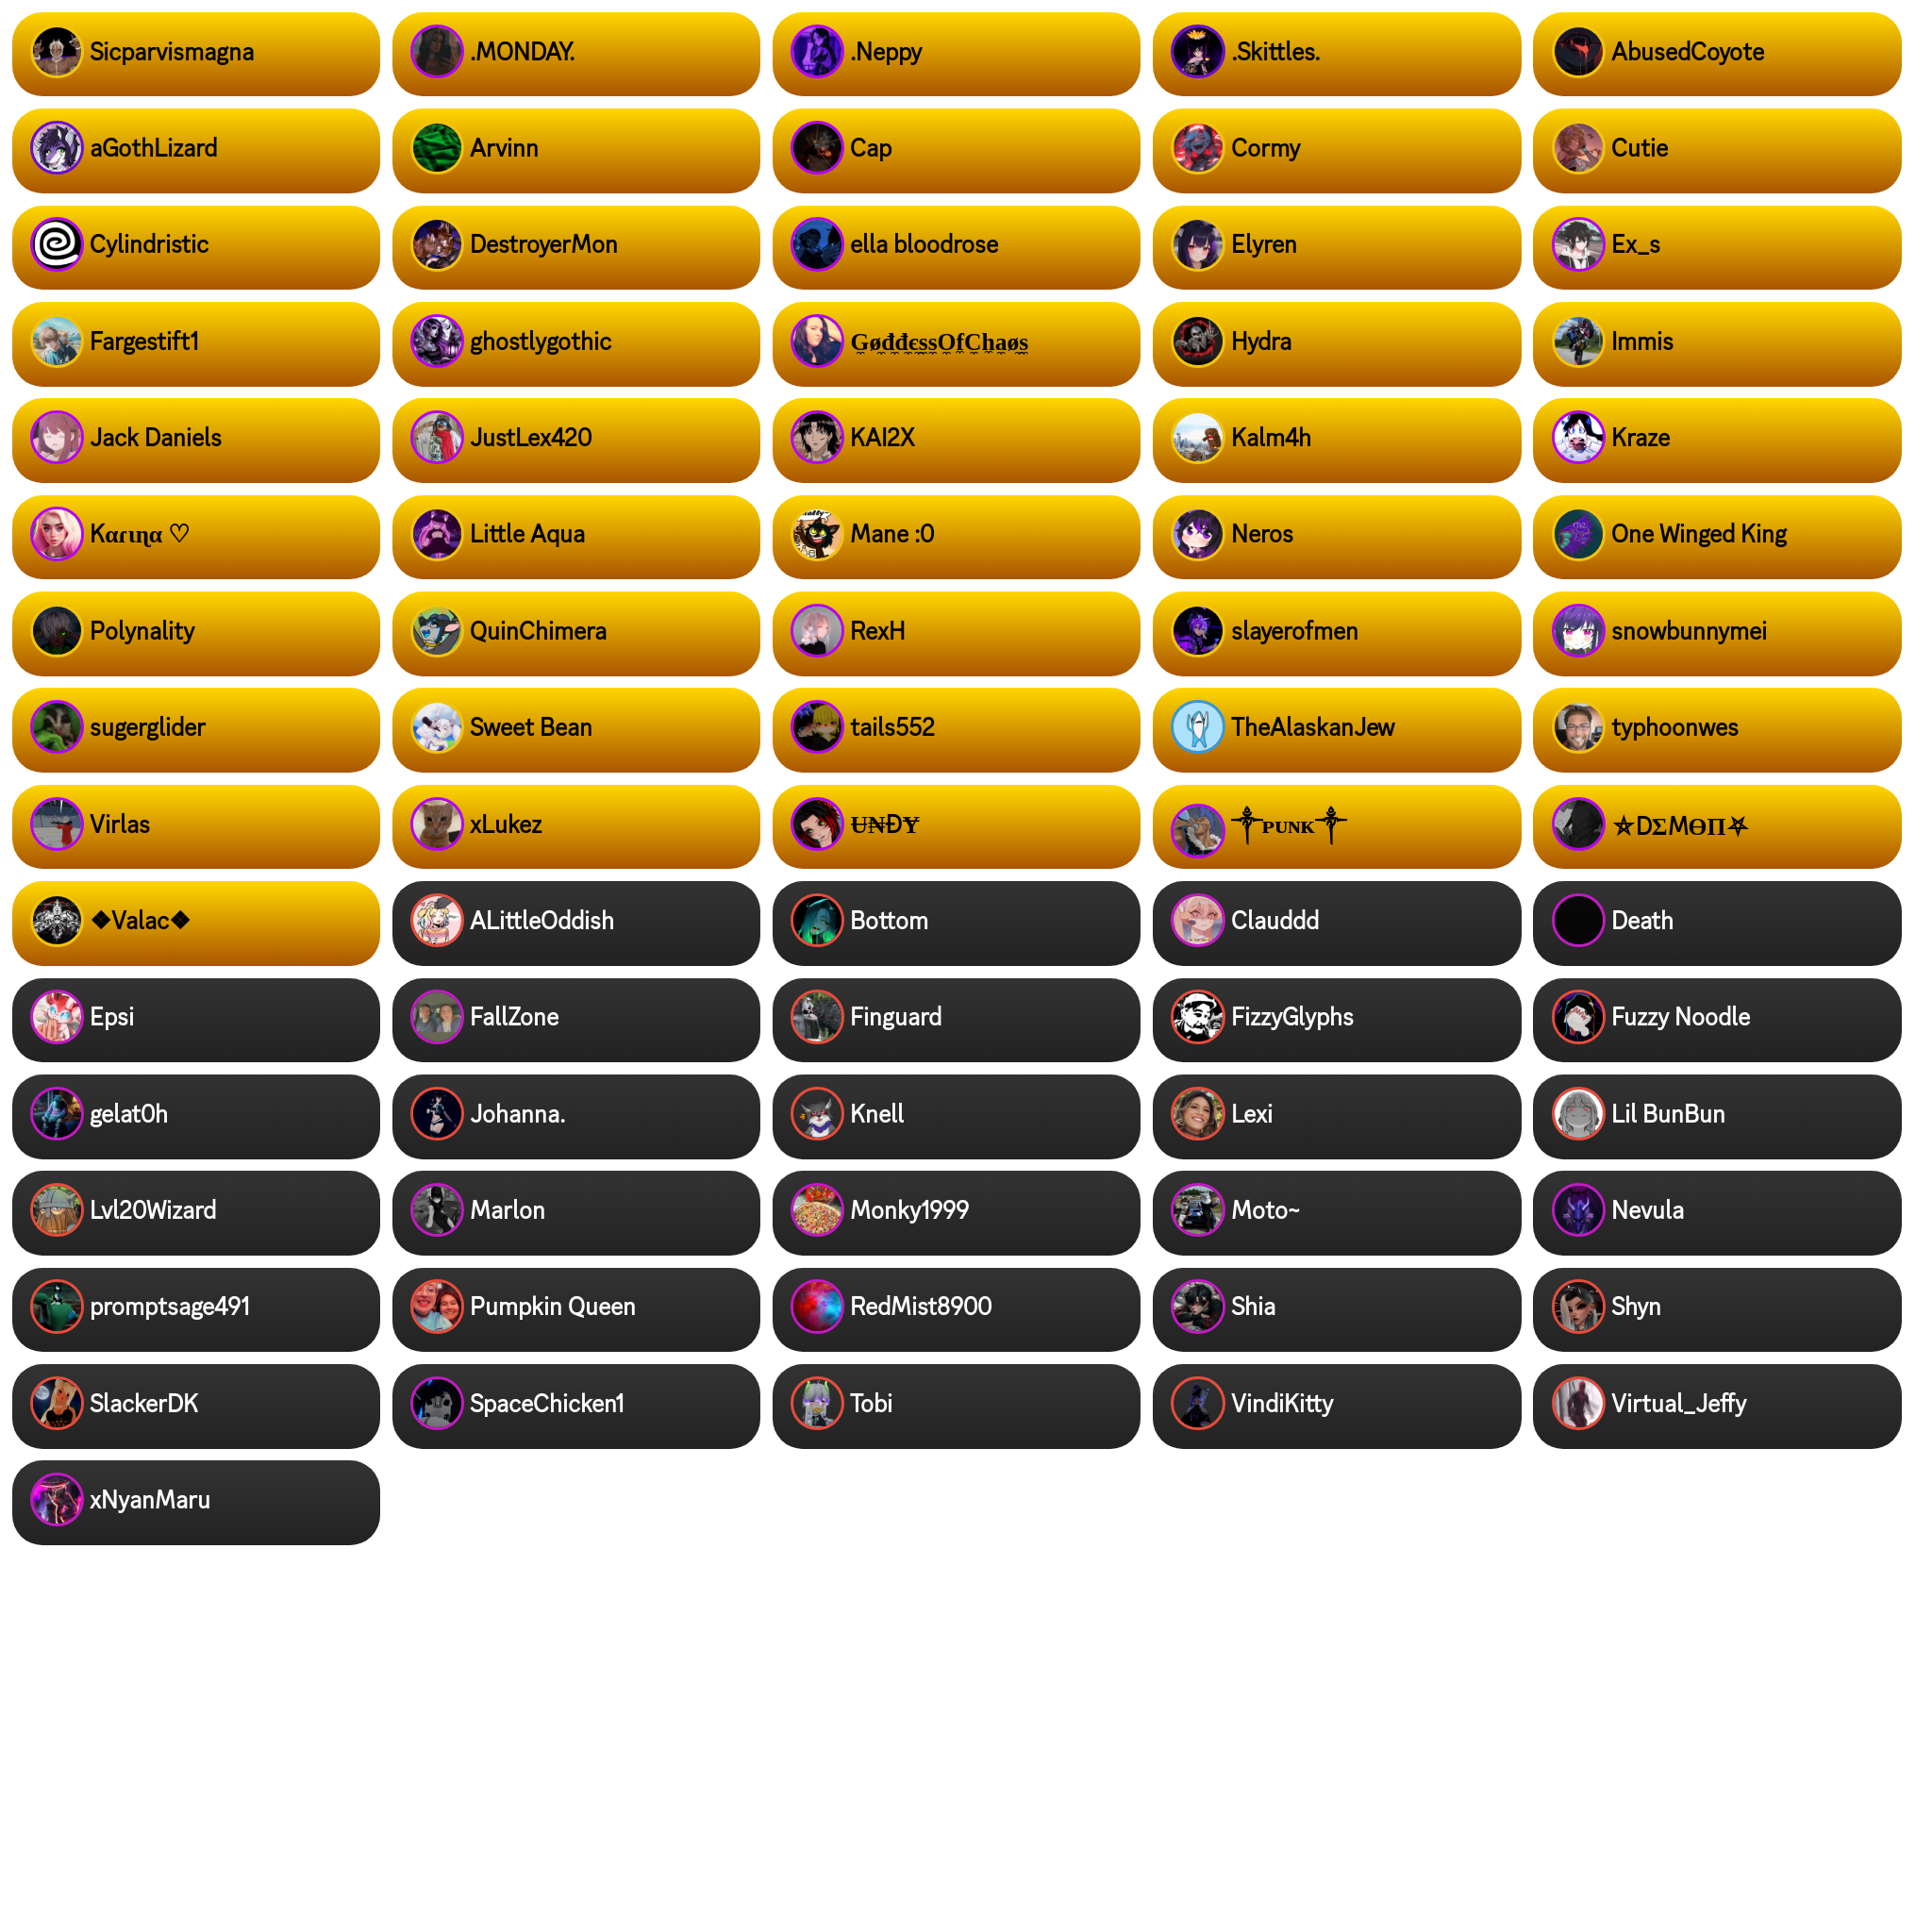 Sicparvismagna
.MONDAY.
.Neppy
.Skittles.
AbusedCoyote
aGothLizard
Arvinn
Cap
Cormy
Cutie
Cylindristic
DestroyerMon
ella bloodrose
Elyren
Ex_s
Fargestift1
ghostlygothic
G̼ø̼đ̼đ̼є̼s̼s̼O̼f̼C̼h̼a̼ø̼s̼
Hydra
Immis
Jack Daniels
JustLex420
KAI2X
Kalm4h
Kraze
Kαɾιɳα ♡
Little Aqua
Mane :0
Neros
One Winged King
Polynality
QuinChimera
RexH
slayerofmen
snowbunnymei
sugerglider
Sweet Bean
tails552
TheAlaskanJew
typhoonwes
Virlas
xLukez
U̶N̶ĐY̶
༒ᴘᴜɴᴋ༒
⛤DΣMѲΠ⛧
❖Valac❖
ALittleOddish
Bottom
Clauddd
Death
Epsi
FallZone
Finguard
FizzyGlyphs
Fuzzy Noodle
gelat0h
Johanna.
Knell
Lexi
Lil BunBun
Lvl20Wizard
Marlon
Monky1999
Moto~
Nevula
promptsage491
Pumpkin Queen
RedMist8900
Shia
Shyn
SlackerDK
SpaceChicken1
Tobi
VindiKitty
Virtual_Jeffy
xNyanMaru